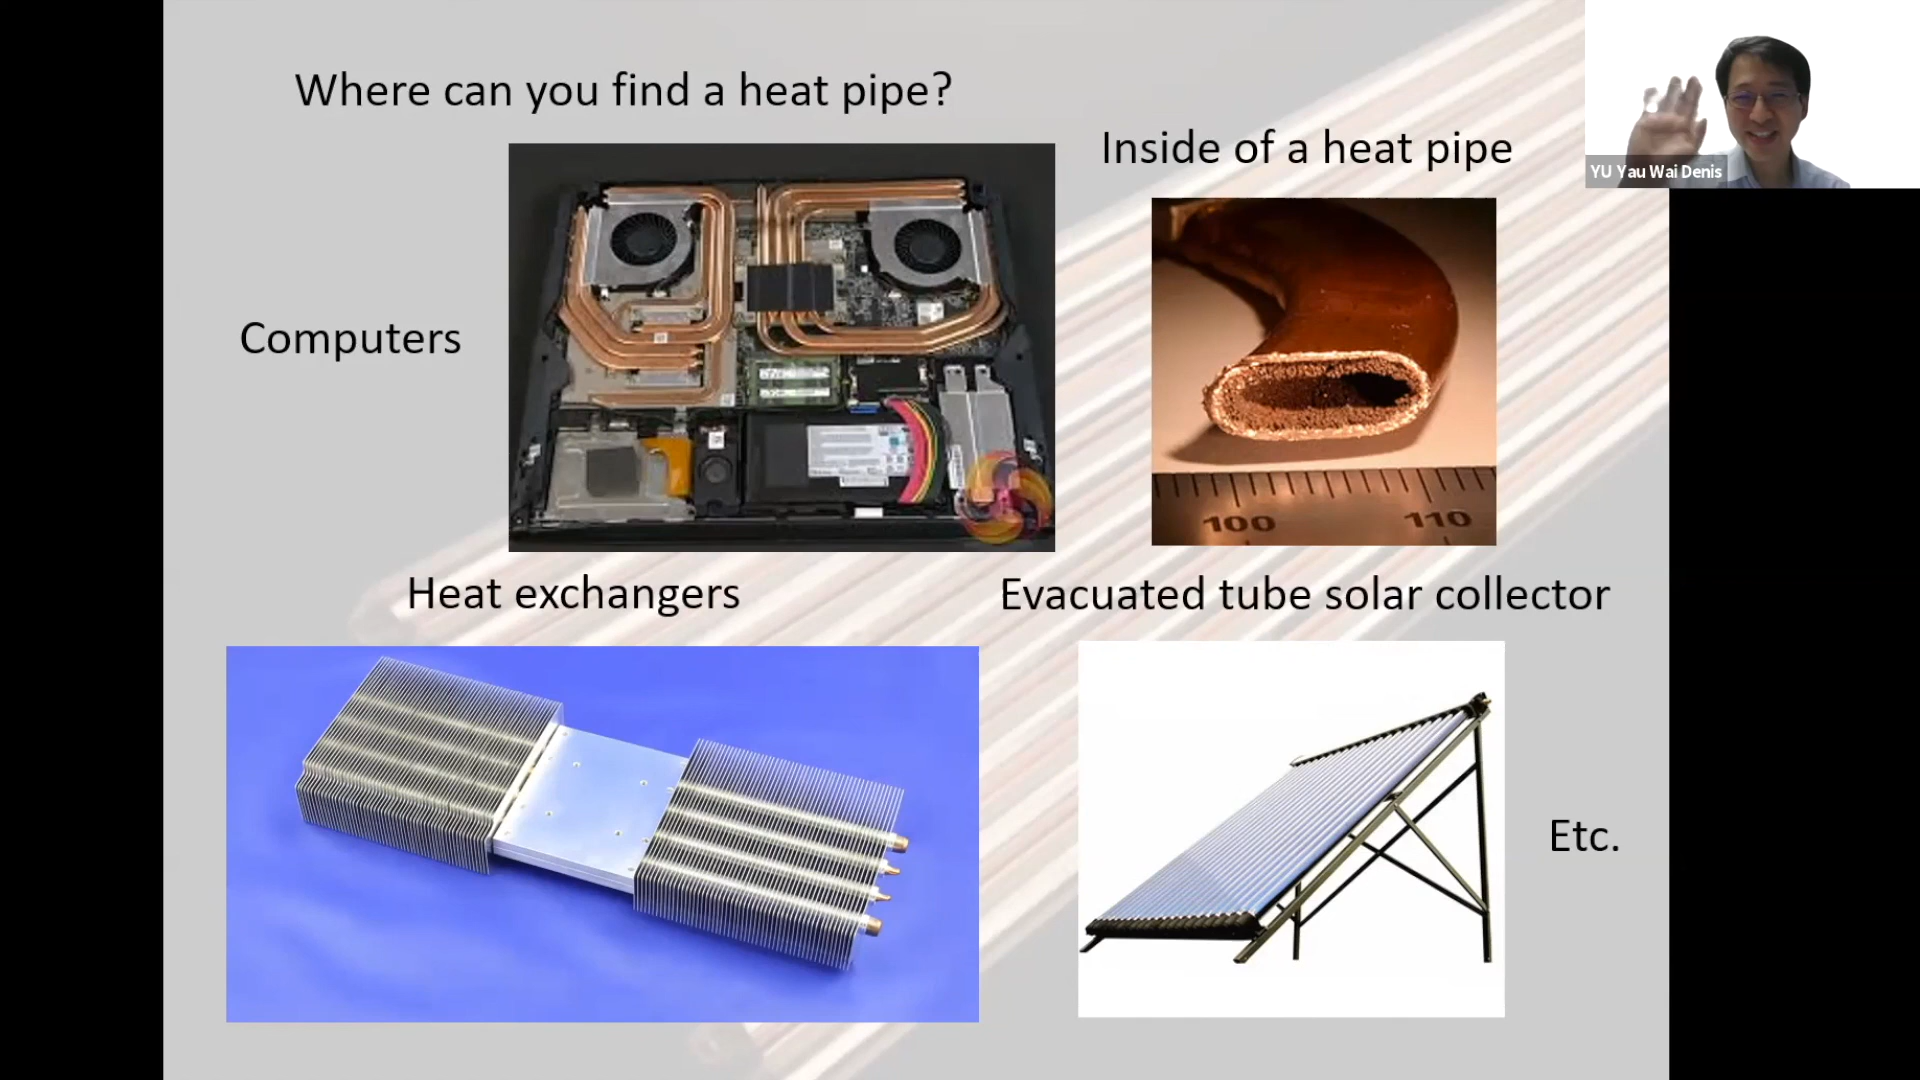 Where can you find a heat pipe?
Inside of a heat pipe
YU Yau Wai Denis
Computers
100 110
Heat exchangers
Evacuated tube solar collector
Etc.